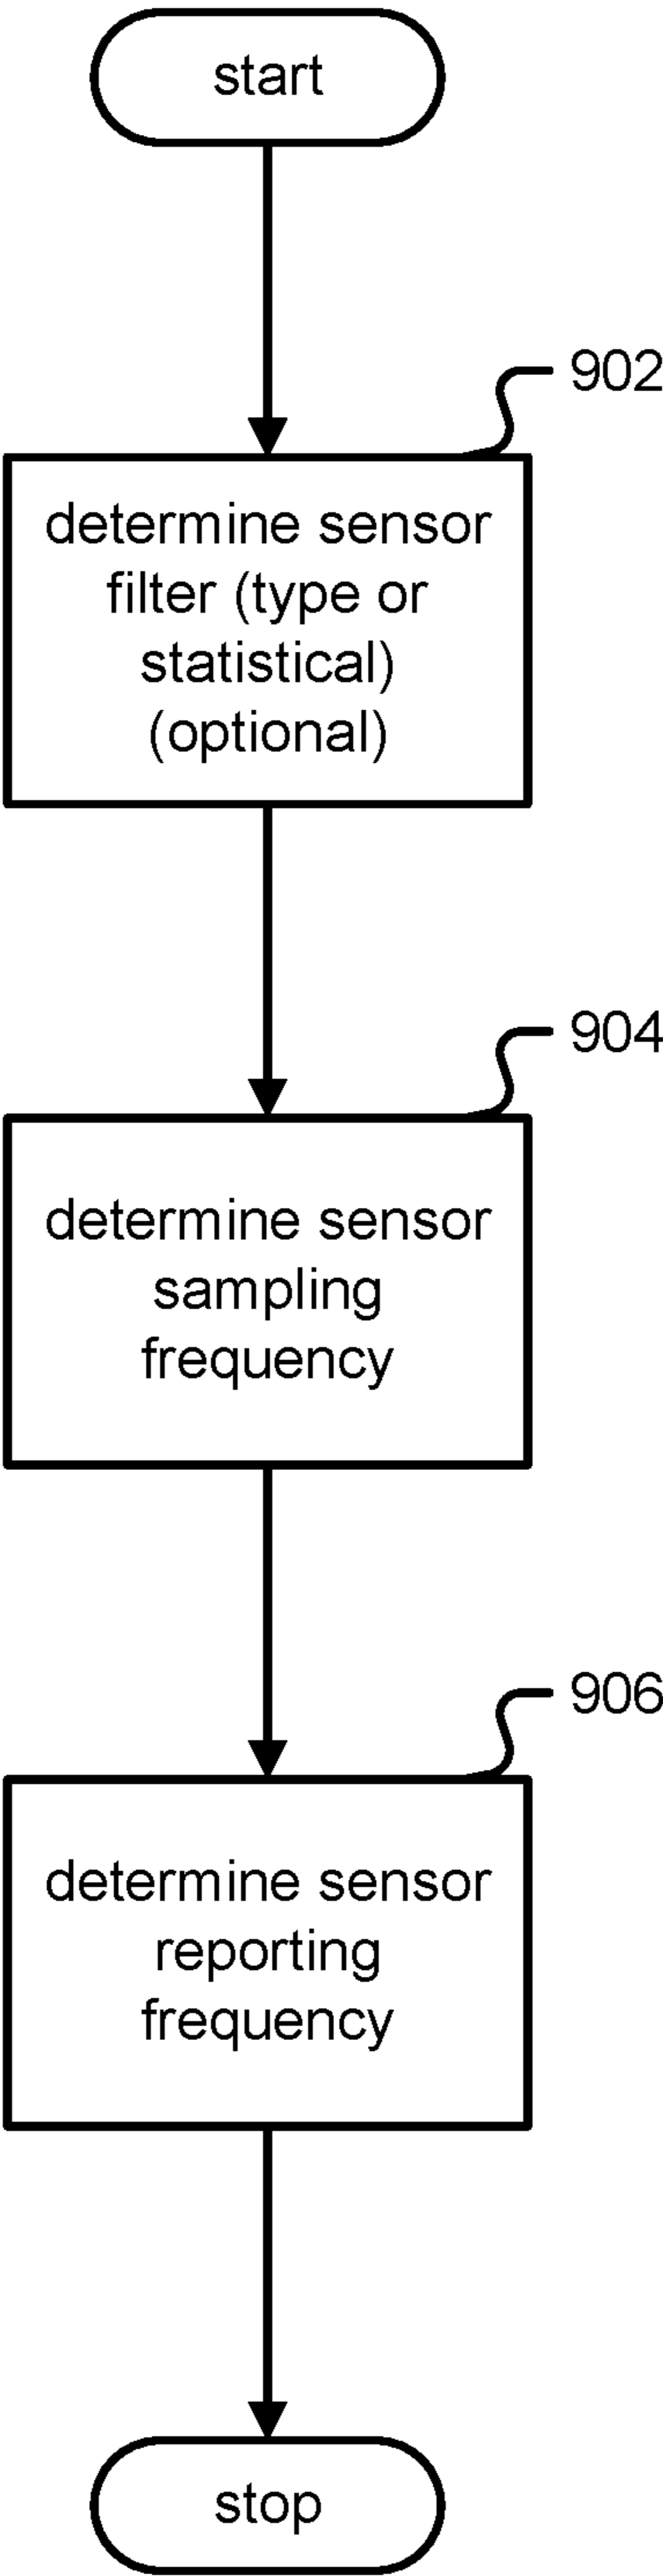 start
902
determine sensor
filter (type or
statistical)
(optional)
904
determine sensor
sampling
frequency
906
determine sensor
reporting
frequency
stop